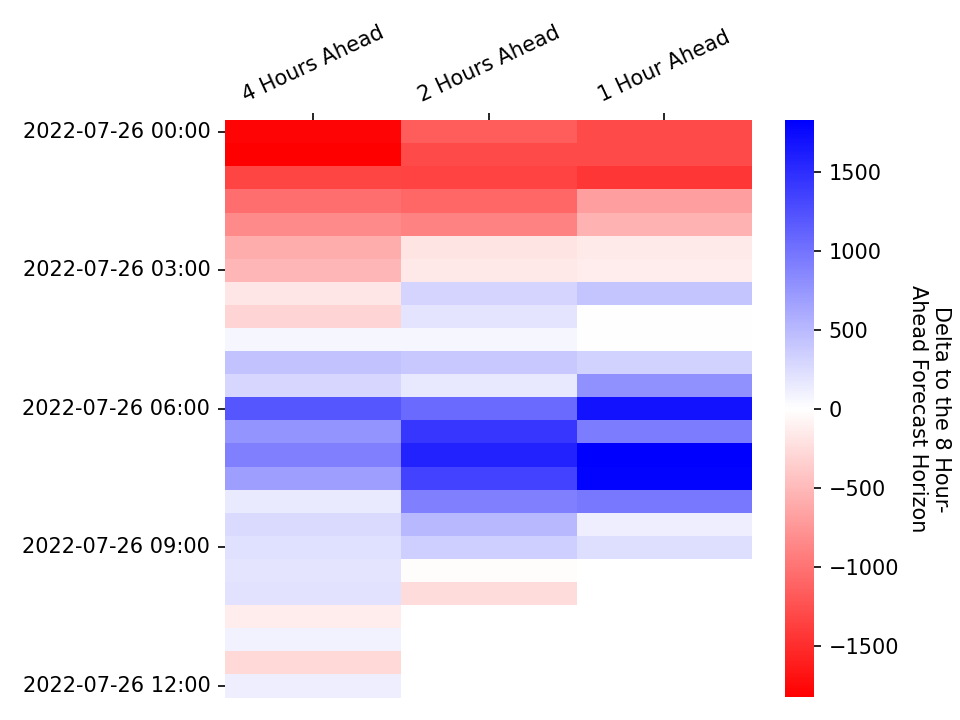 4 Hours Ahead
2 Hours Ahead
1 Hour Ahead
2022-07-26 00:00
2022-07-26 03:00
2022-07-26 06:00
2022-07-26 09:00
2022-07-26 12:00
1500
1000
500
0
−500
−1000
−1500
Delta to the 8 Hour-
Ahead Forecast Horizon